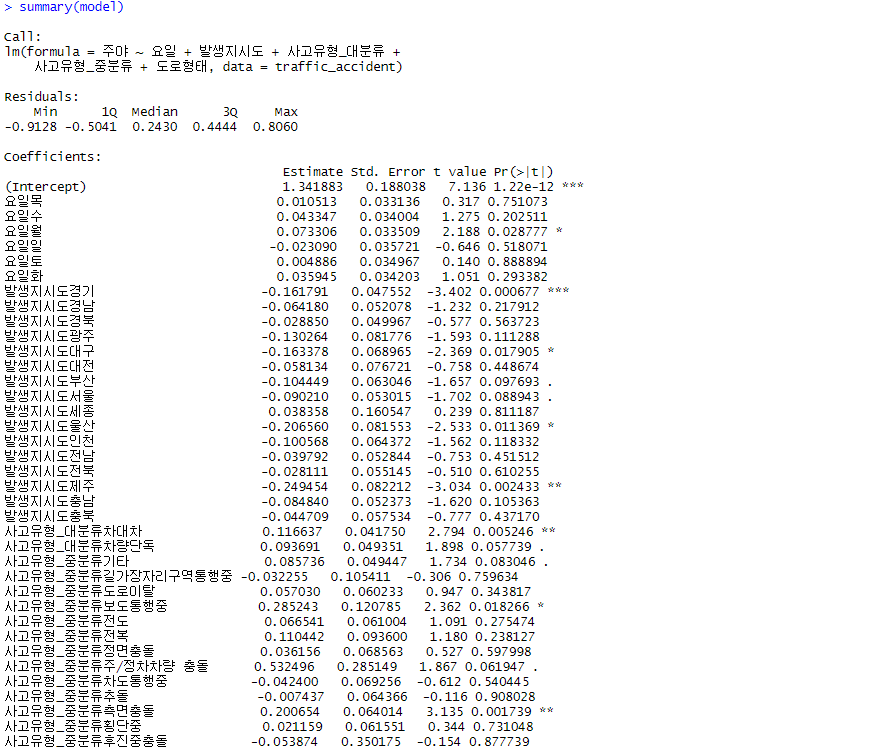 > summary(model)
Call:
lm(formula = 주야 ~ 요일 + 발생지시도 + 사고유형_대분류 +
사고유형_중분류 + 도로형태, data = traffic_accident)
Residuals:
Min 1Q Median 3Q Max
-0.9128 -0.5041 0.2430 0.4444 0.8060
Coefficients:
Estimate Std. Error t value Pr(>|t|)
(Intercept) 1.341883 0.188038 7.136 1.22e-12 ***
요일목 0.010513 0.033136 0.317 0.751073
요일수 0.043347 0.034004 1.275 0.202511
요일월 0.073306 0.033509 2.188 0.028777 *
요일일 -0.023090 0.035721 -0.646 0.518071
요일토 0.004886 0.034967 0.140 0.888894
요일화 0.035945 0.034203 1.051 0.293382
발생지시도경기 -0.161791 0.047552 -3.402 0.000677 ***
발생지시도경남 -0.064180 0.052078 -1.232 0.217912
발생지시도경북 -0.028850 0.049967 -0.577 0.563723
발생지시도광주 -0.130264 0.081776 -1.593 0.111288
발생지시도대구 -0.163378 0.068965 -2.369 0.017905 *
발생지시도대전 -0.058134 0.076721 -0.758 0.448674
발생지시도부산 -0.104449 0.063046 -1.657 0.097693 .
발생지시도서울 -0.090210 0.053015 -1.702 0.088943 .
발생지시도세종 0.038358 0.160547 0.239 0.811187
발생지시도울산 -0.206560 0.081553 -2.533 0.011369 *
발생지시도인천 -0.100568 0.064372 -1.562 0.118332
발생지시도전남 -0.039792 0.052844 -0.753 0.451512
발생지시도전북 -0.028111 0.055145 -0.510 0.610255
발생지시도제주 -0.249454 0.082212 -3.034 0.002433 **
발생지시도충남 -0.084840 0.052373 -1.620 0.105363
발생지시도충북 -0.044709 0.057534 -0.777 0.437170
사고유형_대분류차대차 0.116637 0.041750 2.794 0.005246 **
사고유형_대분류차량단독 0.093691 0.049351 1.898 0.057739 .
사고유형_중분류기타 0.085736 0.049447 1.734 0.083046 .
사고유형_중분류길가장자리구역통행중 -0.032255 0.105411 -0.306 0.759634
사고유형_중분류도로이탈 0.057030 0.060233 0.947 0.343817
사고유형_중분류보도통행중 0.285243 0.120785 2.362 0.018266 *
사고유형_중분류전도 0.066541 0.061004 1.091 0.275474
사고유형_중분류전복 0.110442 0.093600 1.180 0.238127
사고유형_중분류정면충돌 0.036156 0.068563 0.527 0.597998
사고유형_중분류주/정차차량 충돌 0.532496 0.285149 1.867 0.061947 .
사고유형_중분류차도통행중 -0.042400 0.069256 -0.612 0.540445
사고유형_중분류추돌 -0.007437 0.064366 -0.116 0.908028
사고유형_중분류측면충돌 0.200654 0.064014 3.135 0.001739 **
사고유형_중분류횡단중 0.021159 0.061551 0.344 0.731048
사고유형_중분류후진중충돌 -0.053874 0.350175 -0.154 0.877739